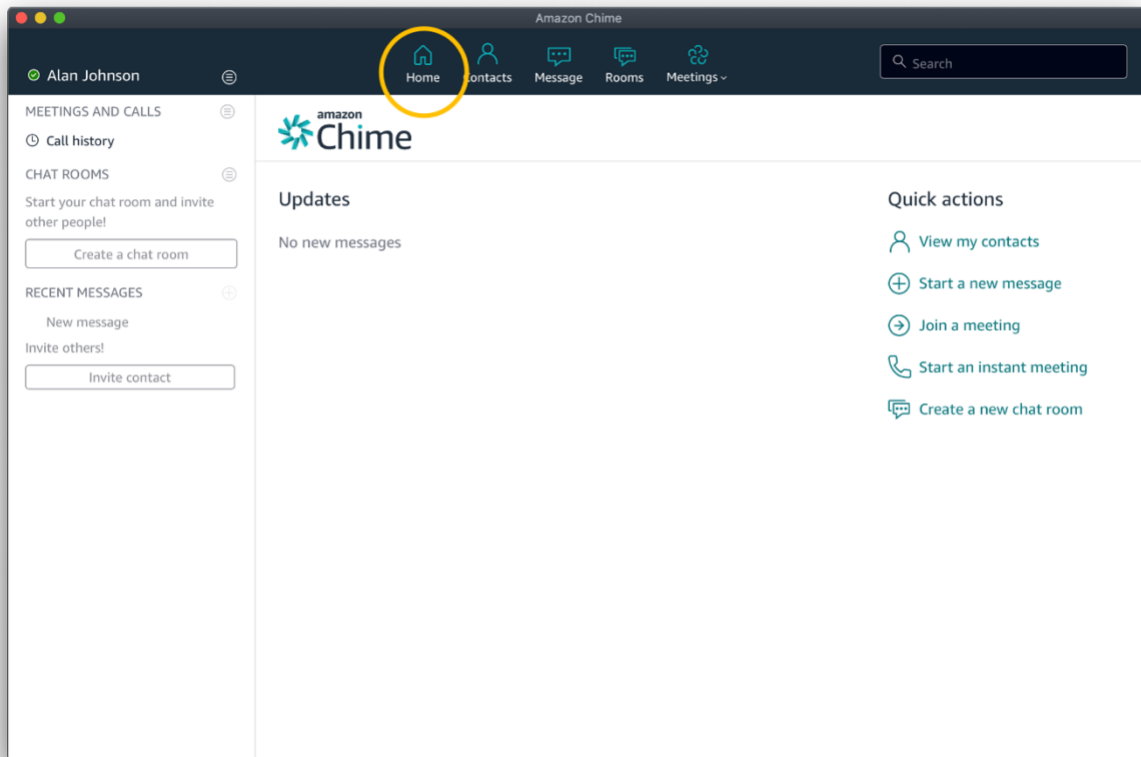 Amazon Chime
Alan Johnson
Home
Contacts
Message
Rooms
Meetings
Search
MEETINGS AND CALLS
Call history
CHAT ROOMS
Start your chat room and invite
other people!
Create a chat room
RECENT MESSAGES
New message
Invite others!
Invite contact
amazon
Chime
Updates
No new messages
Quick actions
View my contacts
Start a new message
Join a meeting
Start an instant meeting
Create a new chat room